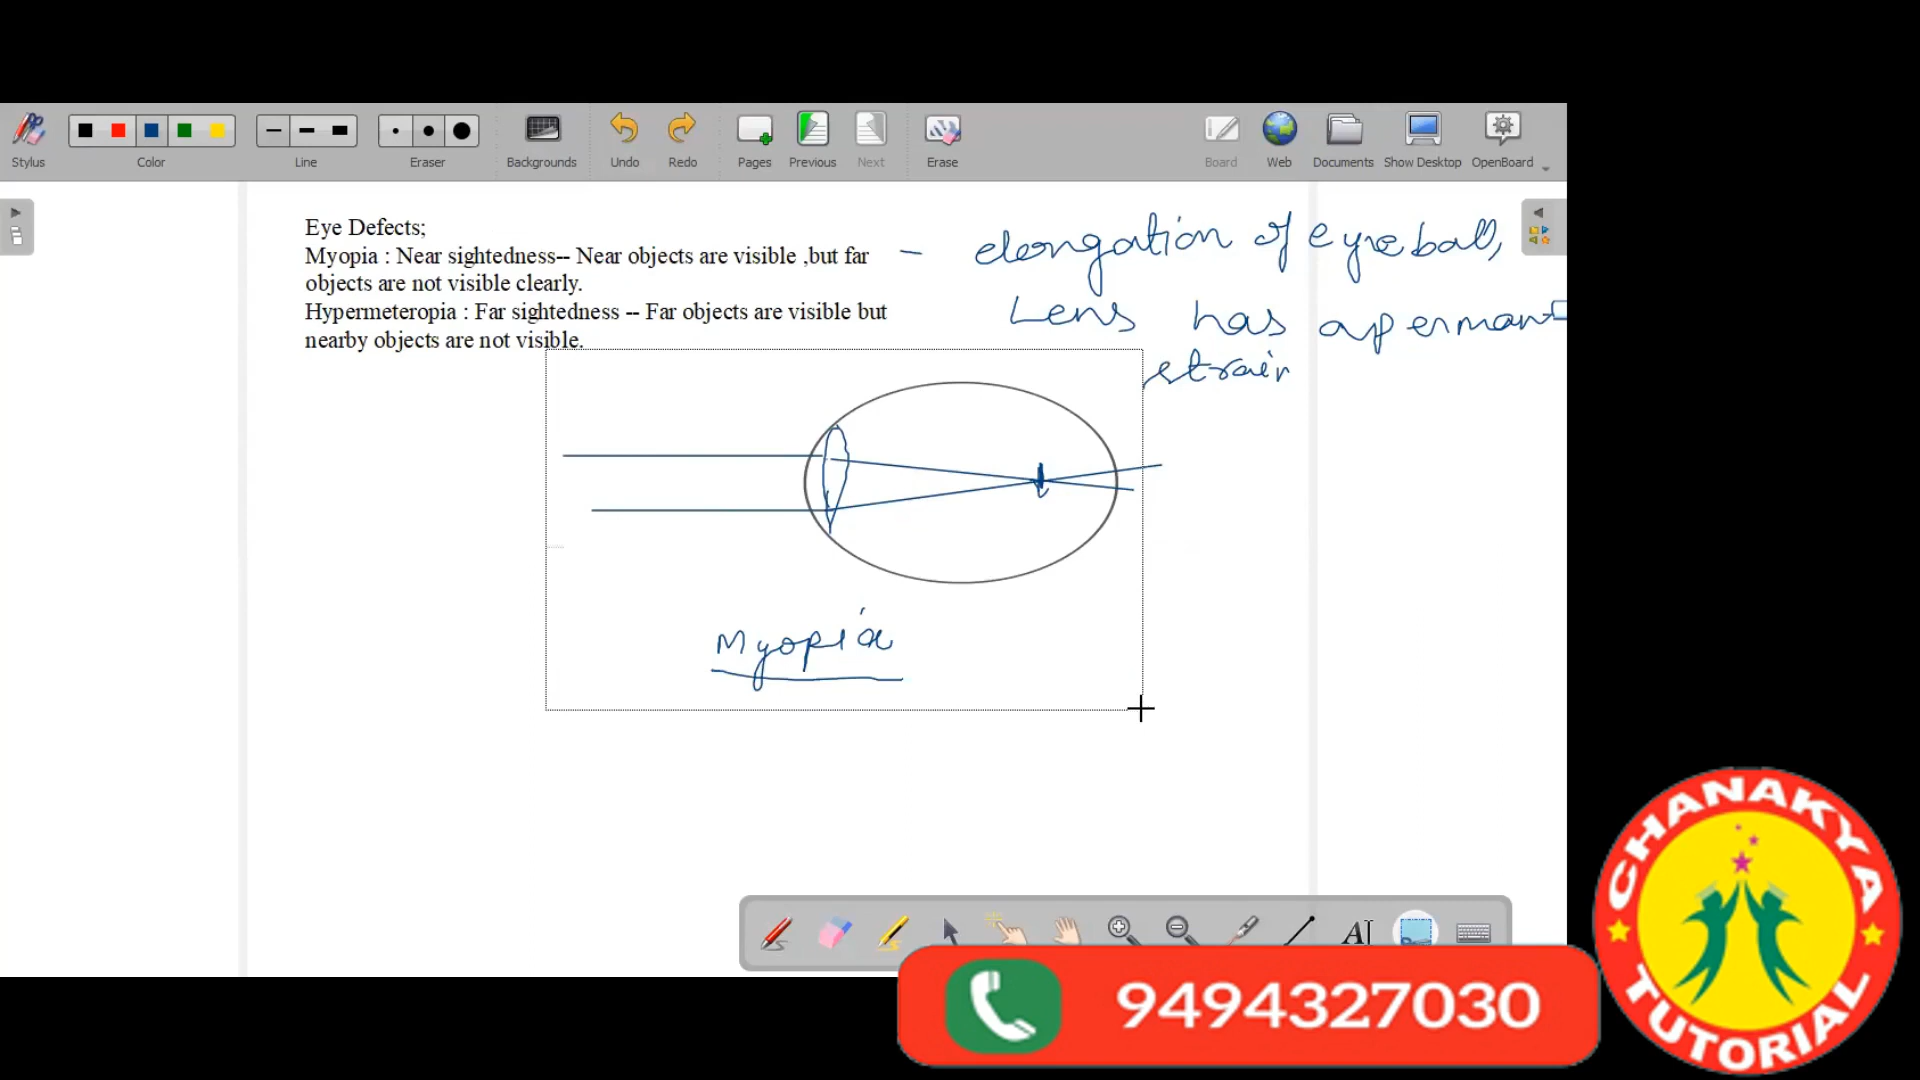 Stylus
Color
Line
Eraser
Backgrounds
Undo
Redo
Pages
Previous
Next
Erase
Board
Web
Documents
Show Desktop
OpenBoard
Eye Defects;
Myopia : Near sightedness-- Near objects are visible ,but far
objects are not visible clearly.
Hypermeteropia : Far sightedness -- Far objects are visible but
nearby objects are not visible.
- elongation of eyeball,
Lens has a permant
strain
Myopia
9494327030
CHANAKYA
TUTORIAL